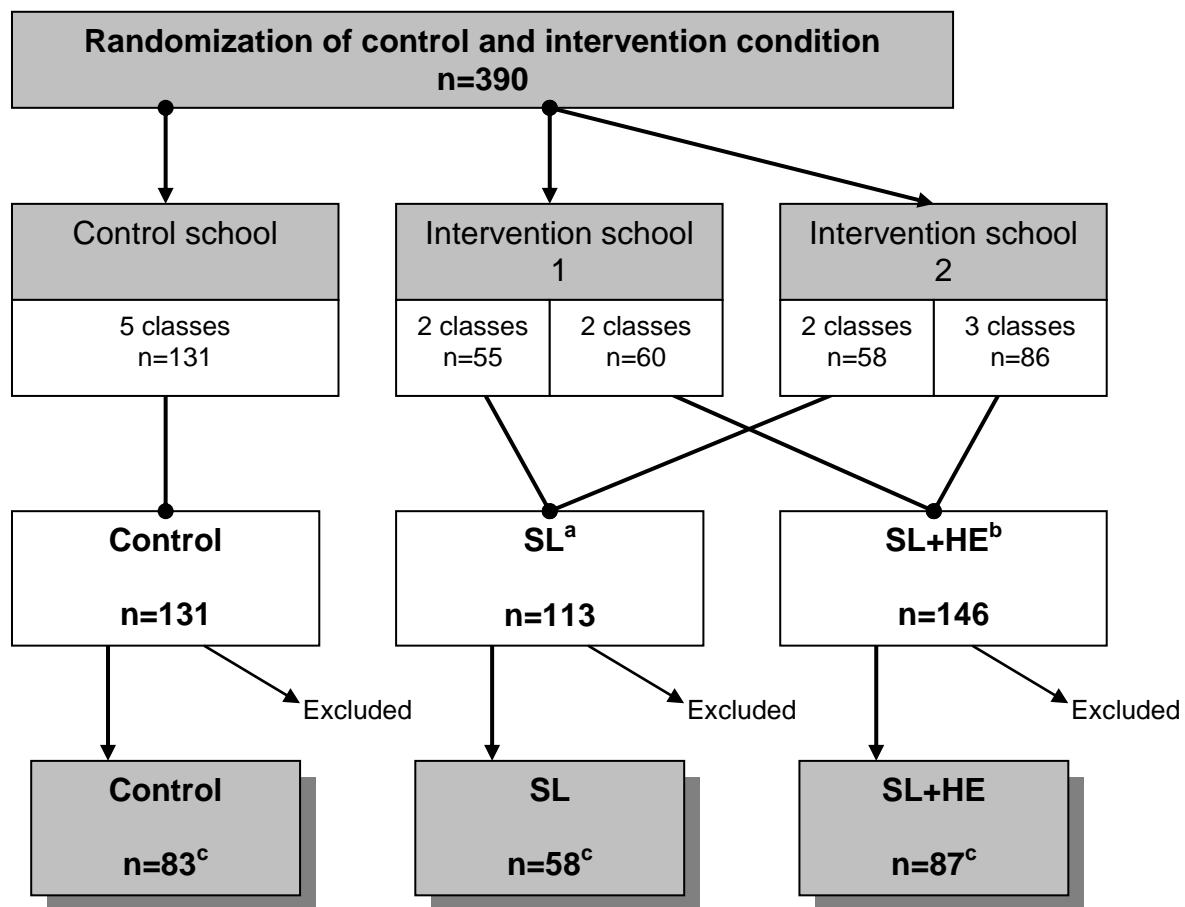 Randomization of control and intervention condition
n=390
Control school
Intervention school
1
Intervention school
2
5 classes
n=131
2 classes
n=55
2 classes
n=60
2 classes
n=58
3 classes
n=86
Control
n=131
SLᵃ
n=113
SL+HEᵇ
n=146
Excluded
Excluded
Excluded
Control
n=83ᶜ
SL
n=58ᶜ
SL+HE
n=87ᶜ